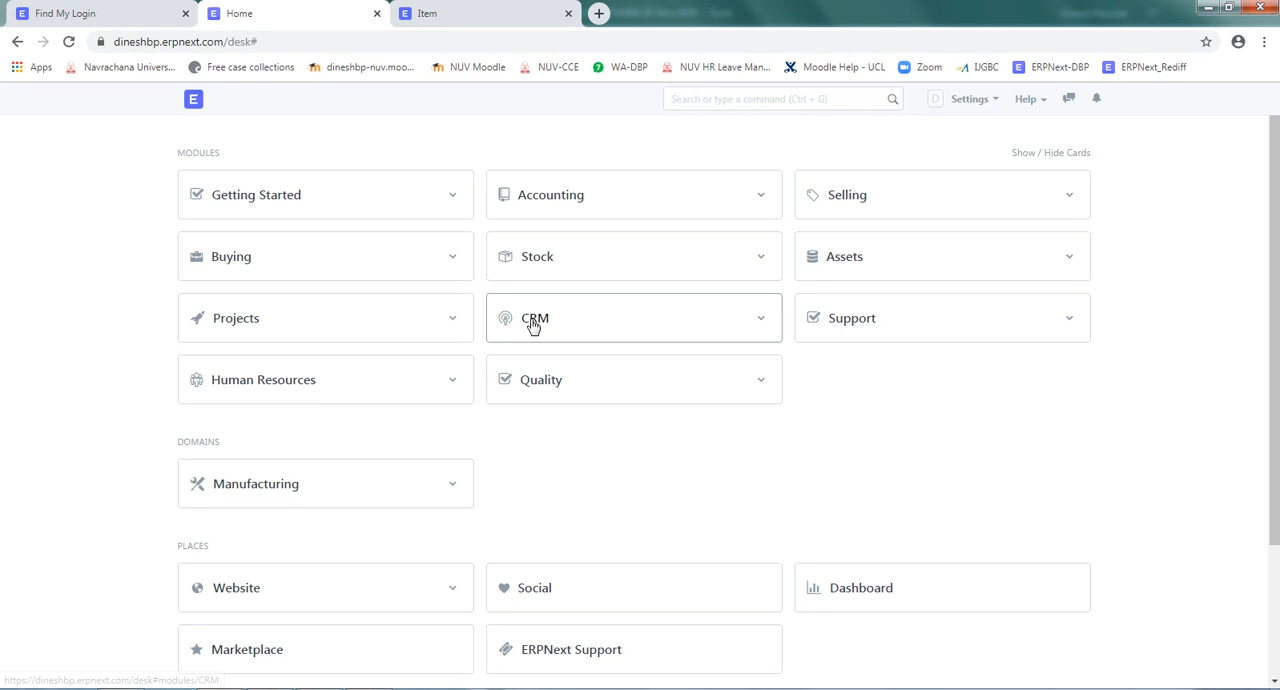 Find My Login
Home
Item
dineshbp.erpnext.com/desk#
Apps
Navrachana Univers...
Free case collections
dineshbp-nuv.moo...
NUV Moodle
NUV-CCE
WA-DBP
NUV HR Leave Man...
Moodle Help - UCL
Zoom
IJGBC
ERPNext-DBP
ERPNext_Rediff
E
Search or type a command (Ctrl + G)
D
Settings
Help
MODULES
Show / Hide Cards
Getting Started
Accounting
Selling
Buying
Stock
Assets
Projects
CRM
Support
Human Resources
Quality
DOMAINS
Manufacturing
PLACES
Website
Social
Dashboard
Marketplace
ERPNext Support
https://dineshbp.erpnext.com/desk#modules/CRM